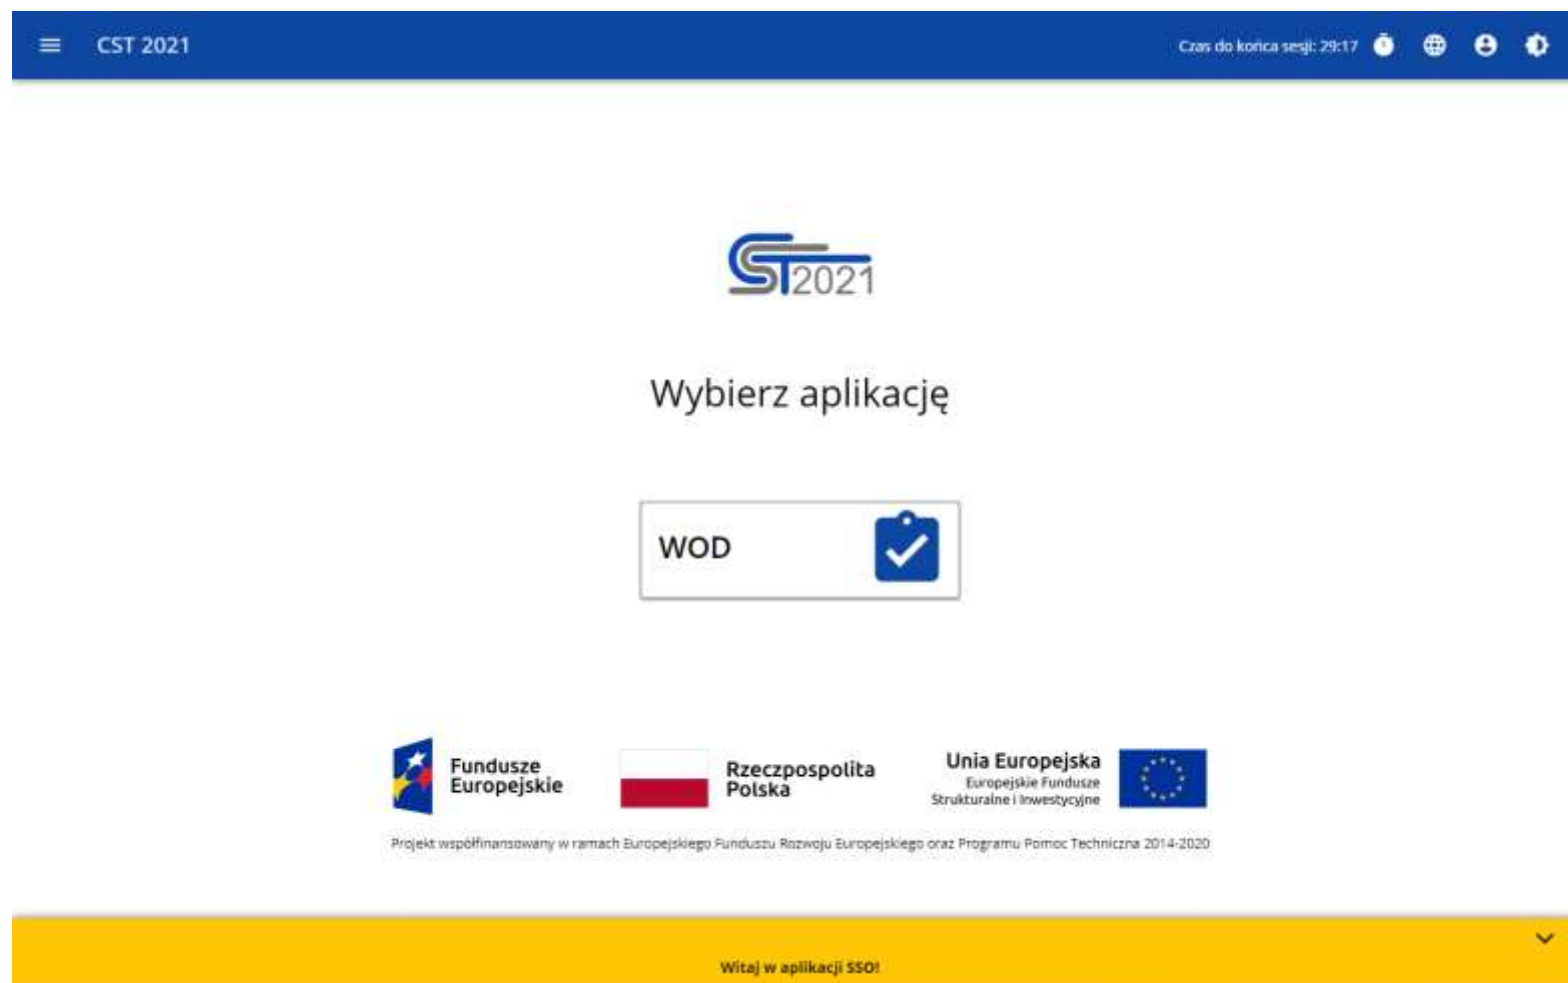 CST 2021
Czas do końca sesji: 29:17
CST2021
Wybierz aplikację
WOD
Fundusze
Europejskie
Rzeczpospolita
Polska
Unia Europejska
Europejskie Fundusze
Strukturalne i Inwestycyjne
Projekt współfinansowany w ramach Europejskiego Funduszu Rozwoju Europejskiego oraz Programu Pomoc Techniczna 2014-2020
Witaj w aplikacji SSO!